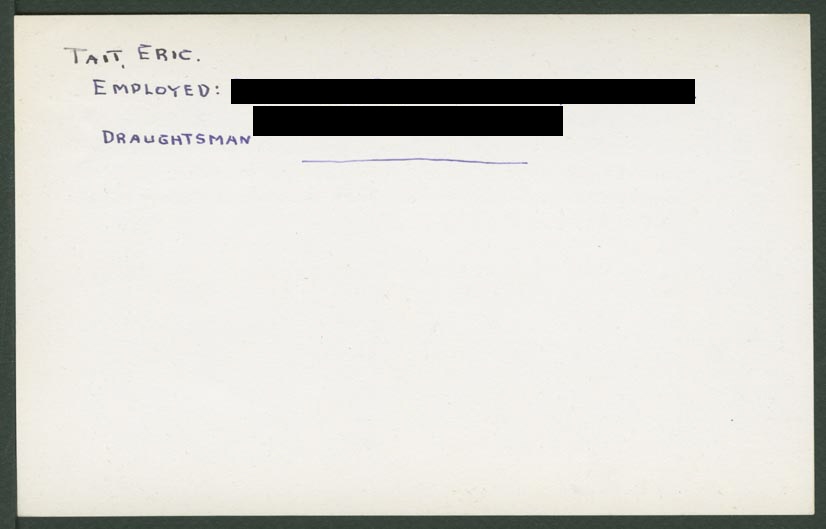 TAIT, ERIC.
EMPLOYED:
DRAUGHTSMAN